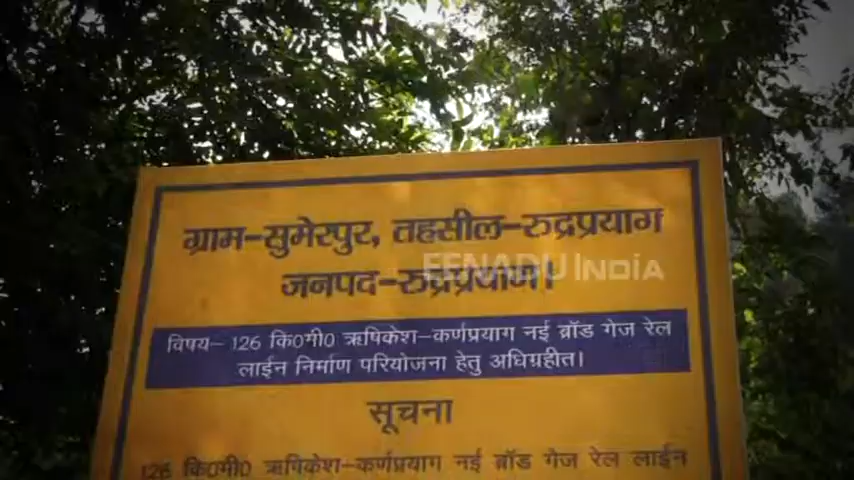 ग्राम-सुमेरपुर, तहसील-रुद्रप्रयाग
जनपद-रुद्रप्रयाग।
EENADU INDIA
विषय- 126 कि0मी0 ऋषिकेश-कर्णप्रयाग नई ब्रॉड गेज रेल
लाईन निर्माण परियोजना हेतु अधिग्रहीत।
सूचना
126 कि0मी0 ऋषिकेश-कर्णप्रयाग नई ब्रॉड गेज रेल लाईन